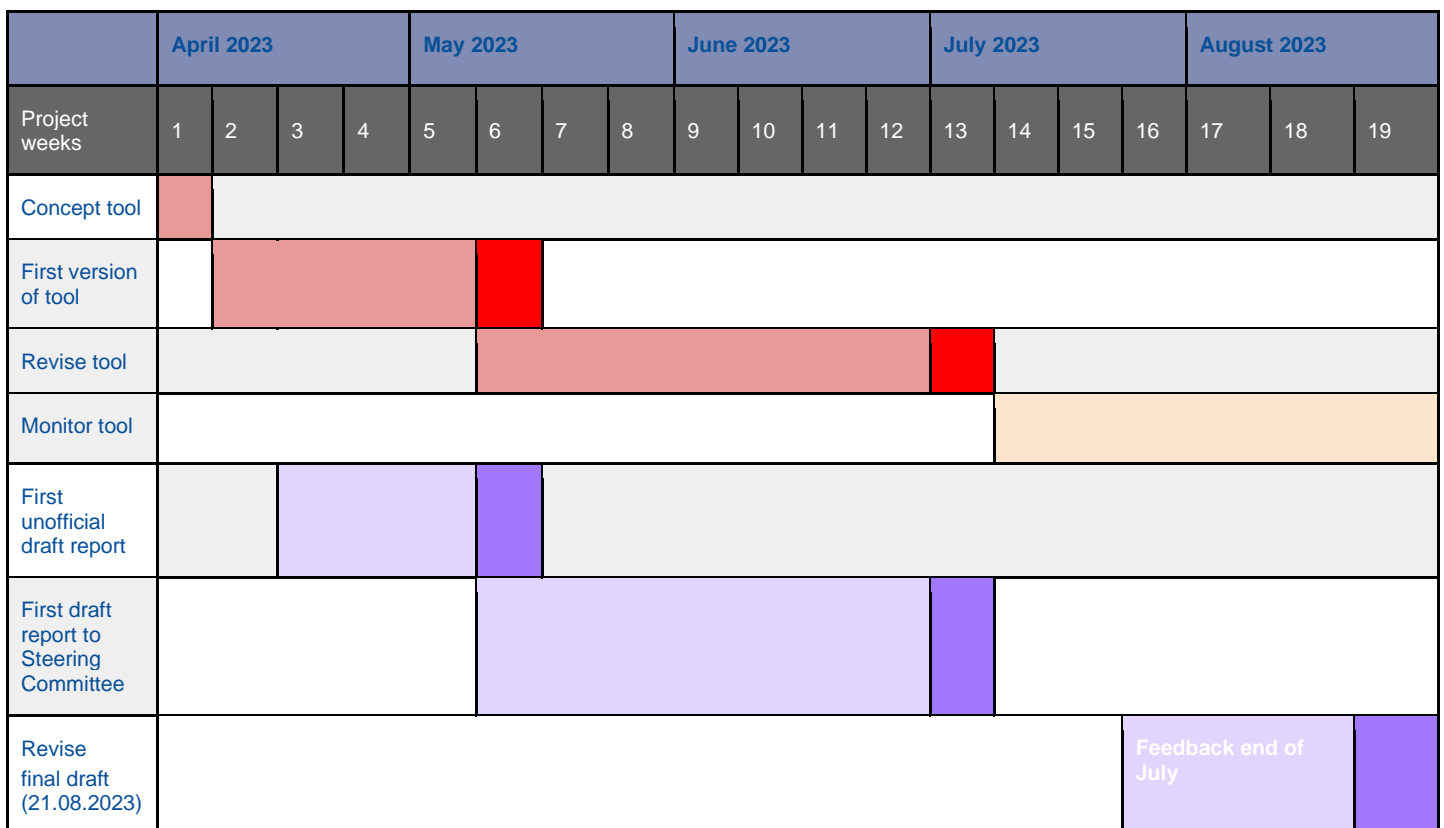 April 2023 May 2023 June 2023 July 2023 August 2023
Project
weeks
1 2 3 4 5 6 7 8 9 10 11 12 13 14 15 16 17 18 19
Concept tool
First version
of tool
Revise tool
Monitor tool
First
unofficial
draft report
First draft
report to
Steering
Committee
Revise
final draft
(21.08.2023)
Feedback end of
July